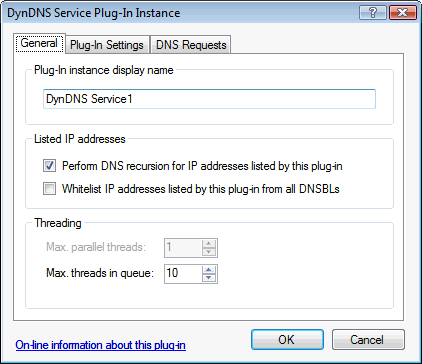 DynDNS Service Plug-In Instance
General Plug-In Settings DNS Requests
Plug-In instance display name
DynDNS Service1
Listed IP addresses
Perform DNS recursion for IP addresses listed by this plug-in
Whitelist IP addresses listed by this plug-in from all DNSBLs
Threading
Max. parallel threads: 1
Max. threads in queue: 10
On-line information about this plug-in
OK Cancel